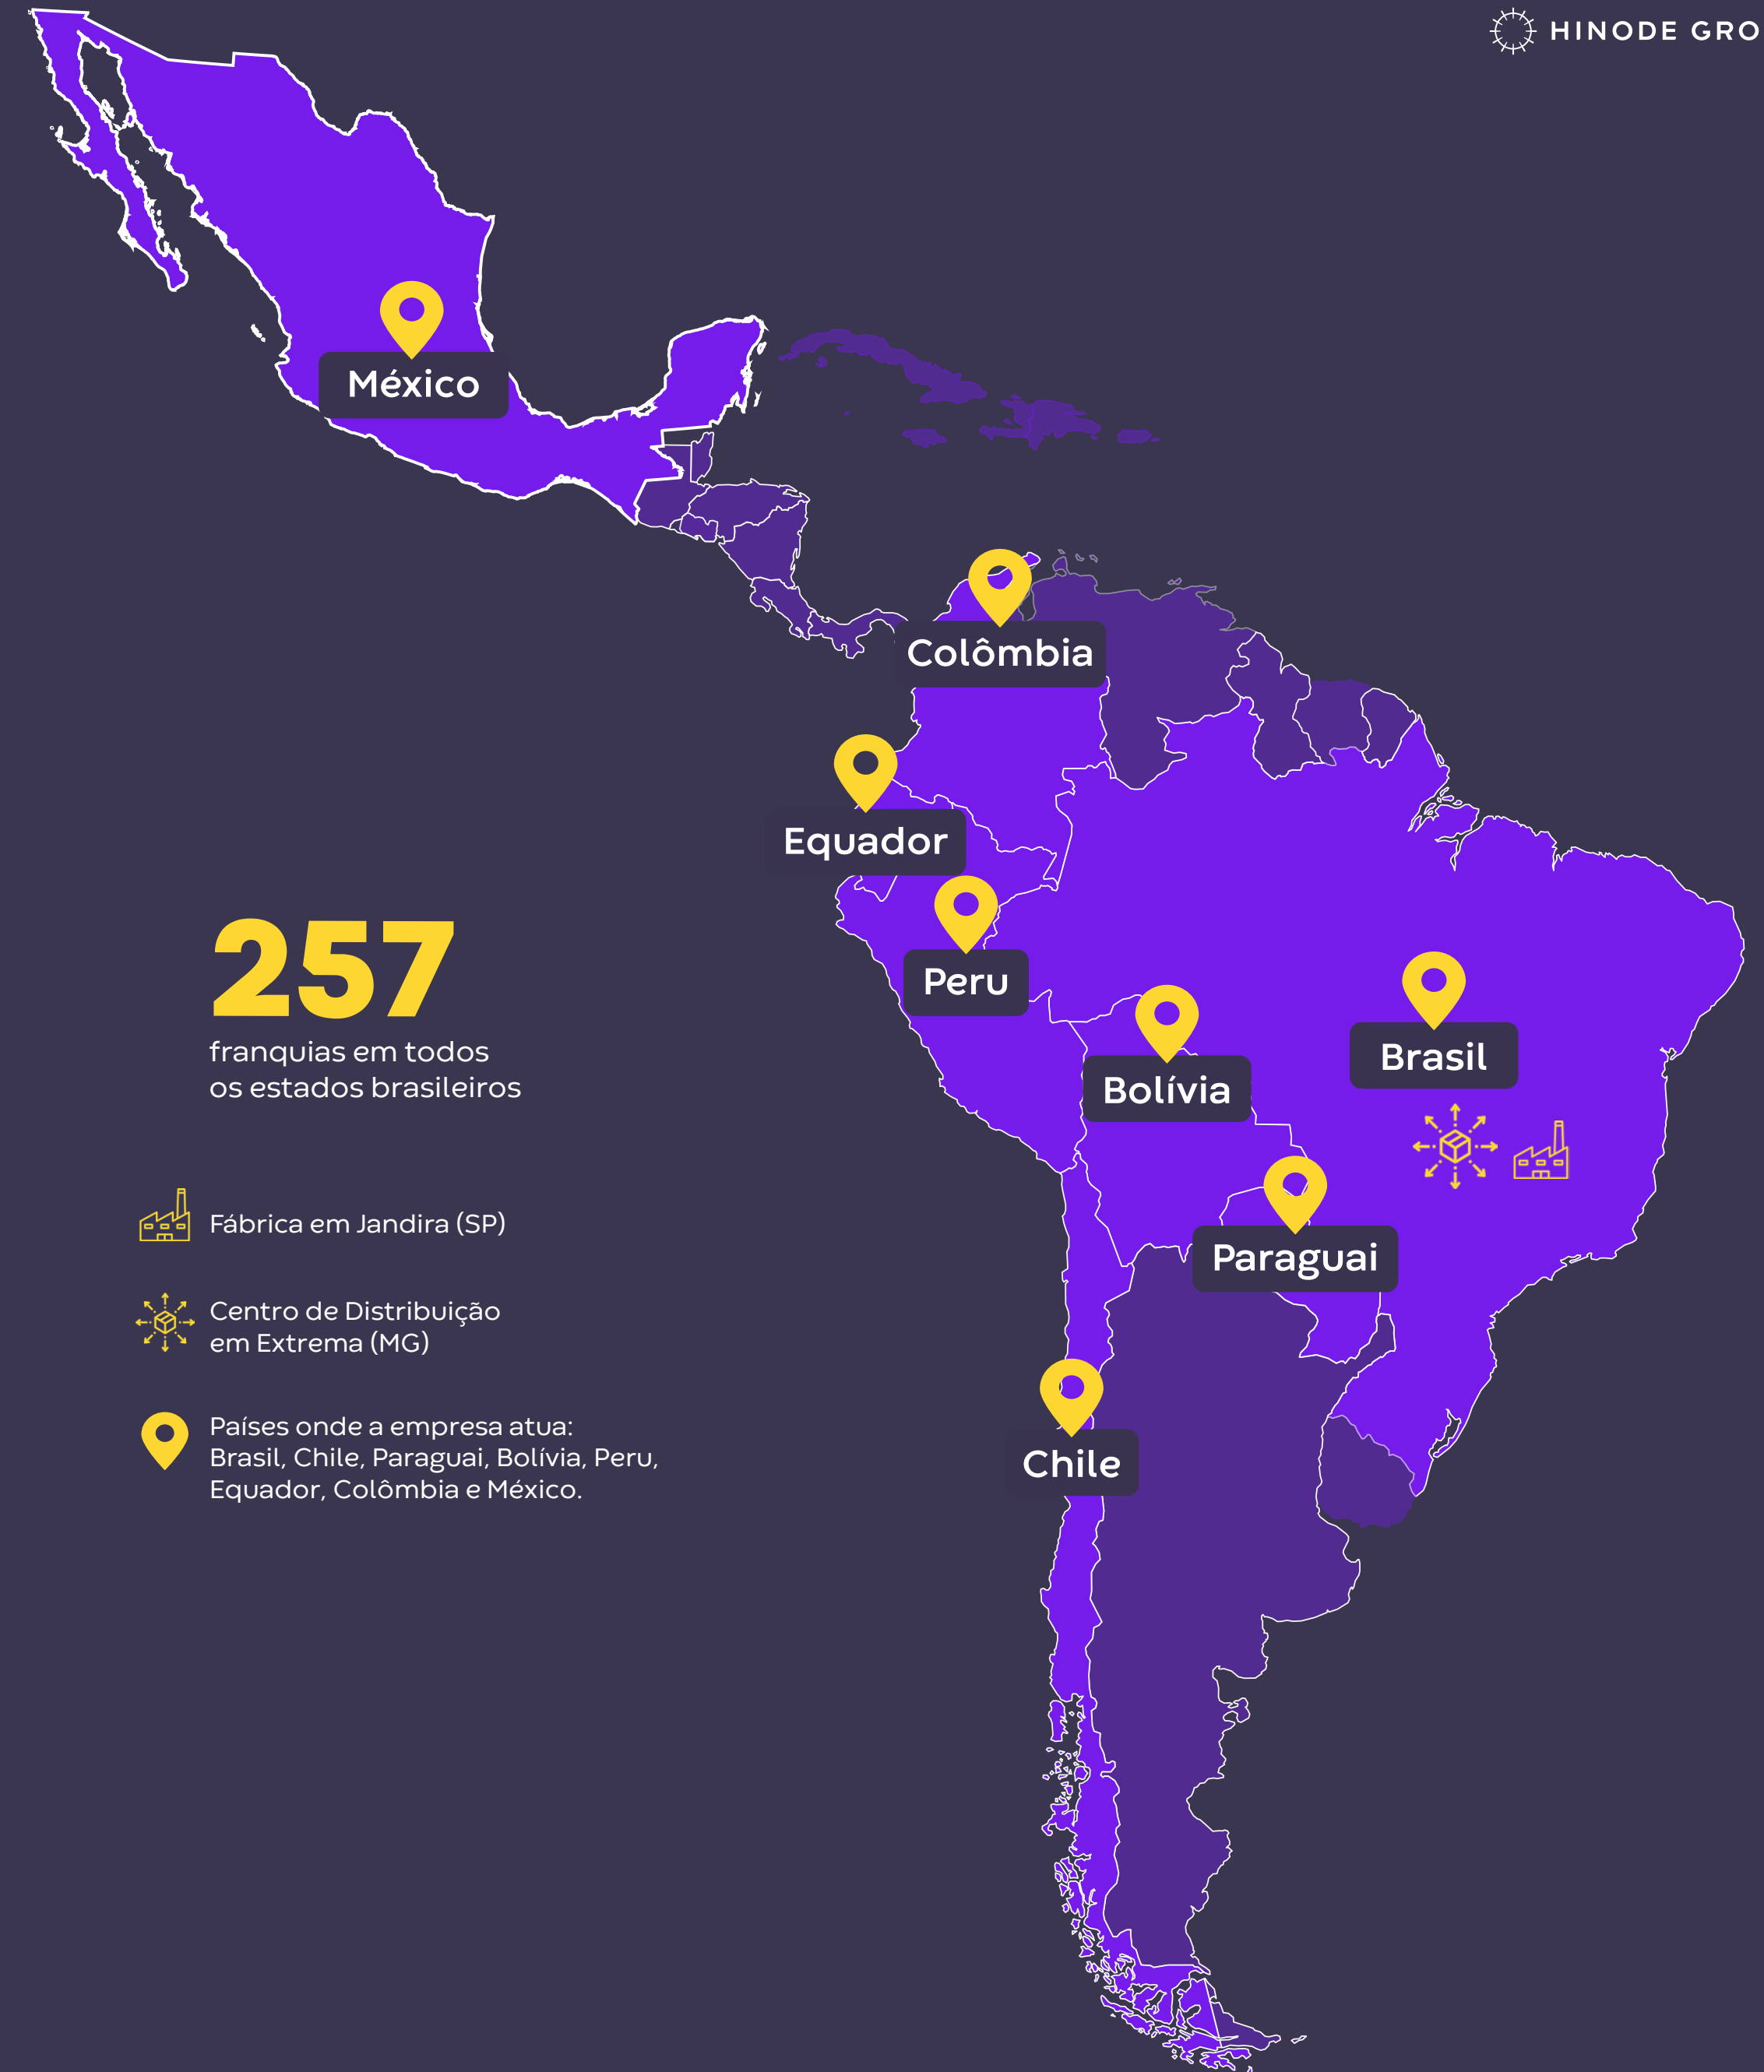 HINODE GRO
México
Colômbia
Equador
Peru
Brasil
Bolívia
Paraguai
Chile
257
franquias em todos
os estados brasileiros
Fábrica em Jandira (SP)
Centro de Distribuição
em Extrema (MG)
Países onde a empresa atua:
Brasil, Chile, Paraguai, Bolívia, Peru,
Equador, Colômbia e México.